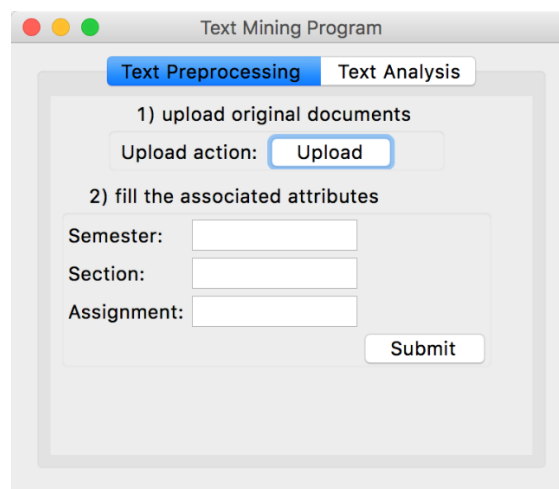 Text Mining Program
Text Preprocessing Text Analysis
1) upload original documents
Upload action: Upload
2) fill the associated attributes
Semester:
Section:
Assignment:
Submit